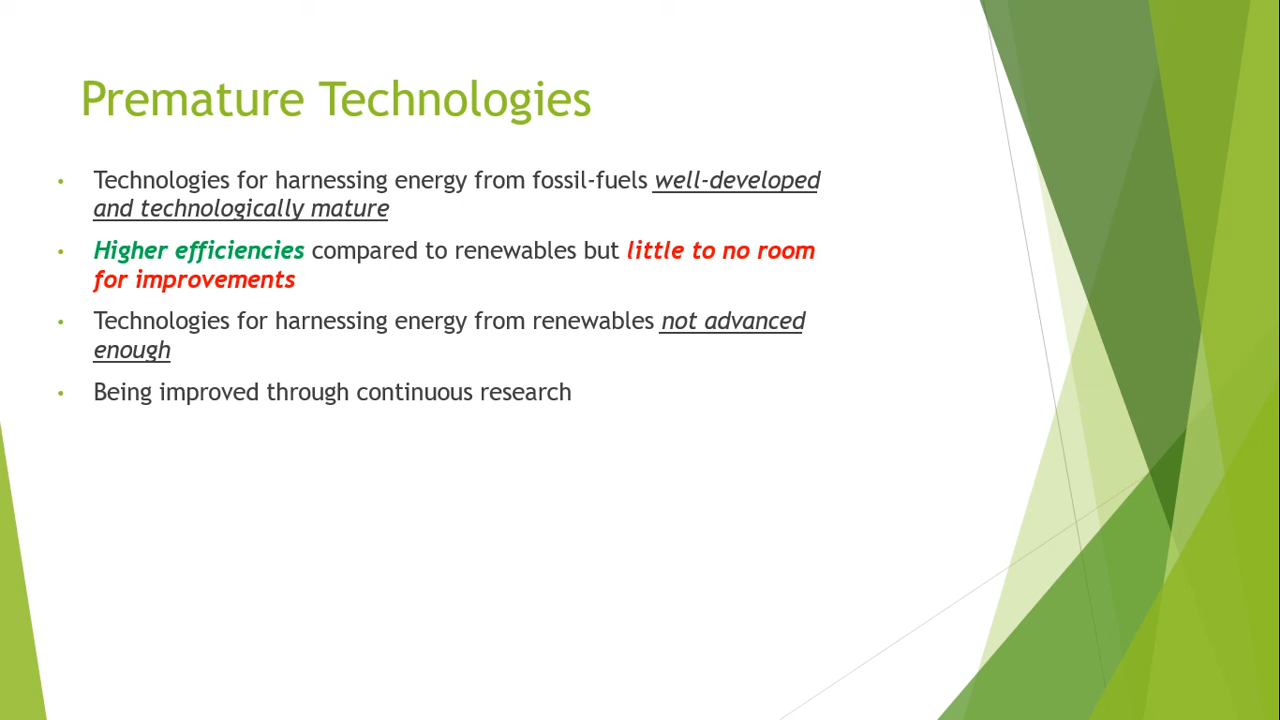 Premature Technologies
• Technologies for harnessing energy from fossil-fuels well-developed
and technologically mature
• Higher efficiencies compared to renewables but little to no room
for improvements
• Technologies for harnessing energy from renewables not advanced
enough
• Being improved through continuous research